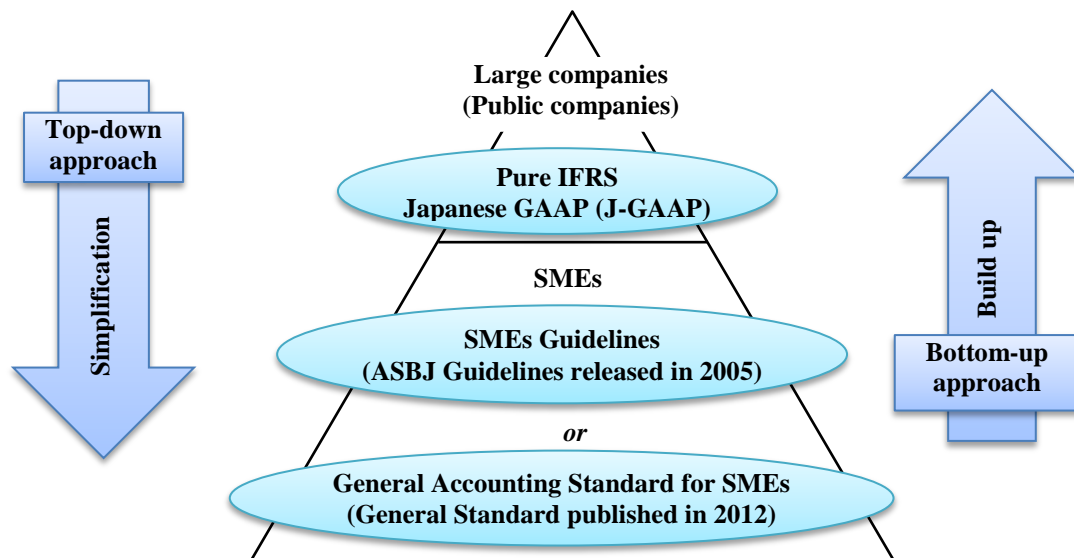 Large companies
(Public companies)
Top-down
approach
Simplification
Pure IFRS
Japanese GAAP (J-GAAP)
SMEs
SMEs Guidelines
(ASBJ Guidelines released in 2005)
or
General Accounting Standard for SMEs
(General Standard published in 2012)
Build up
Bottom-up
approach